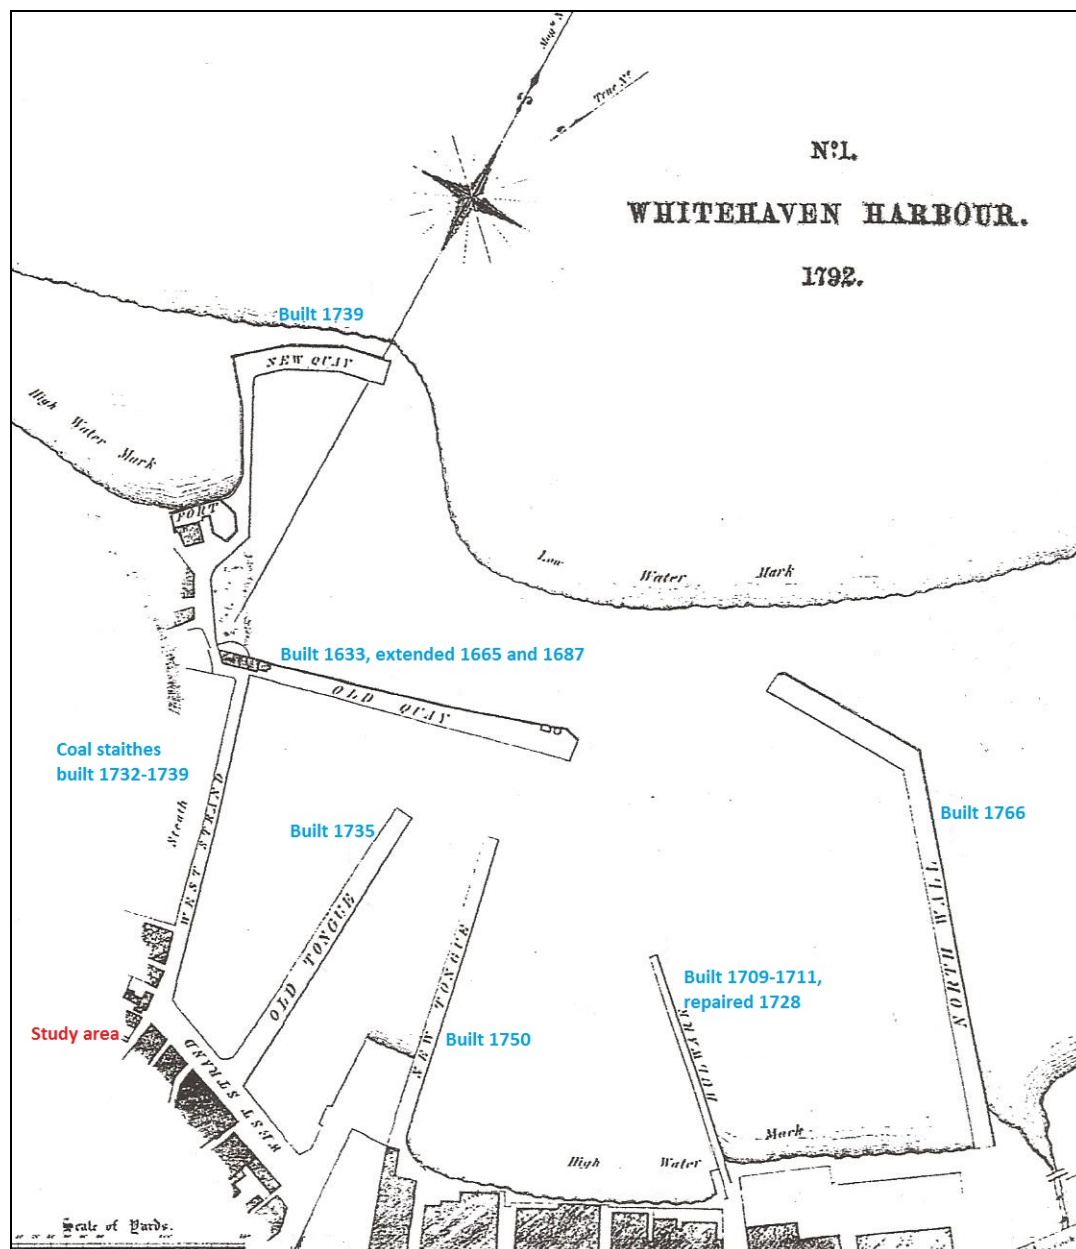 Mag.c N.
True No.
No.1.
WHITEHAVEN HARBOUR.
1792.
Built 1739
NEW QUAY
High Water Mark
FORT
Low Water Mark
Built 1633, extended 1665 and 1687
OLD QUAY
Coal staithes
built 1732-1739
Steath
WEST STRAND
Built 1735
OLD TONGUE
Built 1766
NORTH WALL
Built 1709-1711,
repaired 1728
BULWARK
NEW TONGUE
Built 1750
Study area
WEST STRAND
High Water Mark
Scale of Yards.